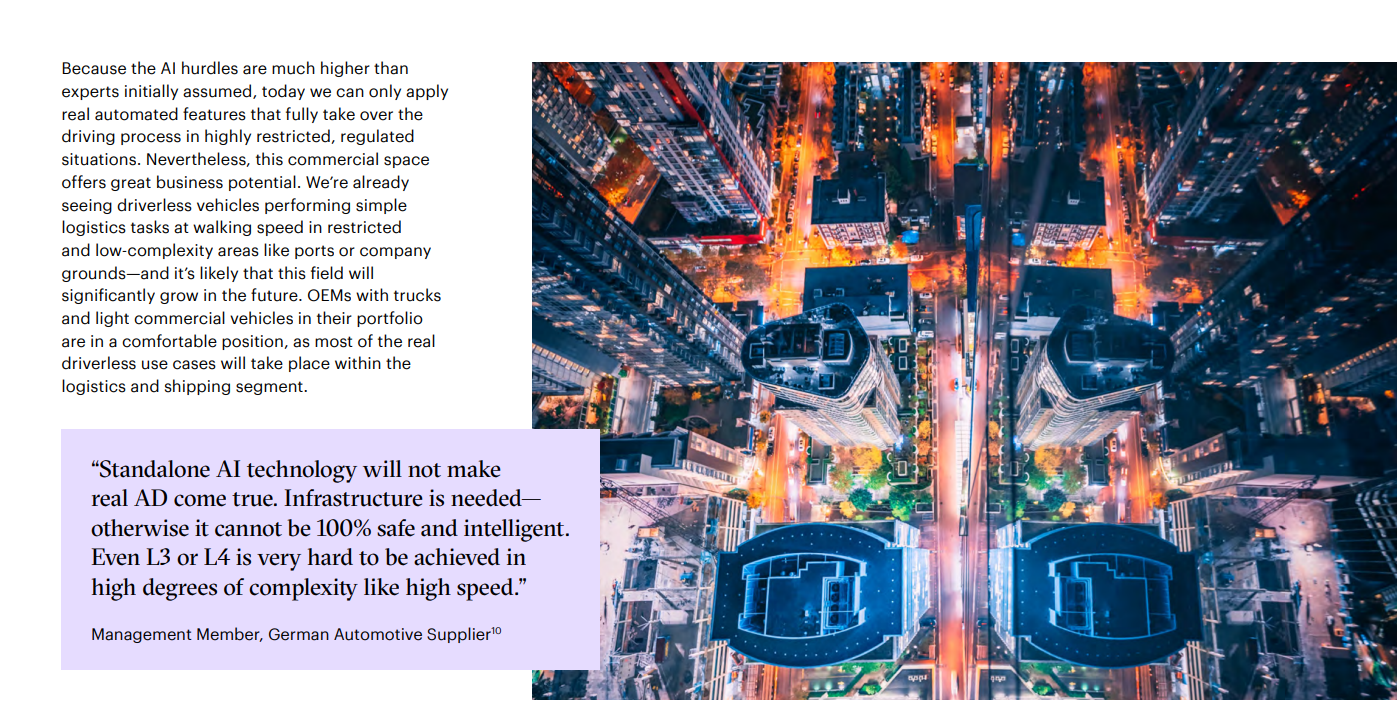 Because the AI hurdles are much higher than
experts initially assumed, today we can only apply
real automated features that fully take over the
driving process in highly restricted, regulated
situations. Nevertheless, this commercial space
offers great business potential. We’re already
seeing driverless vehicles performing simple
logistics tasks at walking speed in restricted
and low-complexity areas like ports or company
grounds—and it’s likely that this field will
significantly grow in the future. OEMs with trucks
and light commercial vehicles in their portfolio
are in a comfortable position, as most of the real
driverless use cases will take place within the
logistics and shipping segment.
“Standalone AI technology will not make
real AD come true. Infrastructure is needed—
otherwise it cannot be 100% safe and intelligent.
Even L3 or L4 is very hard to be achieved in
high degrees of complexity like high speed.”
Management Member, German Automotive Supplier¹⁰